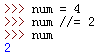 >>> num = 4
>>> num //= 2
>>> num
2